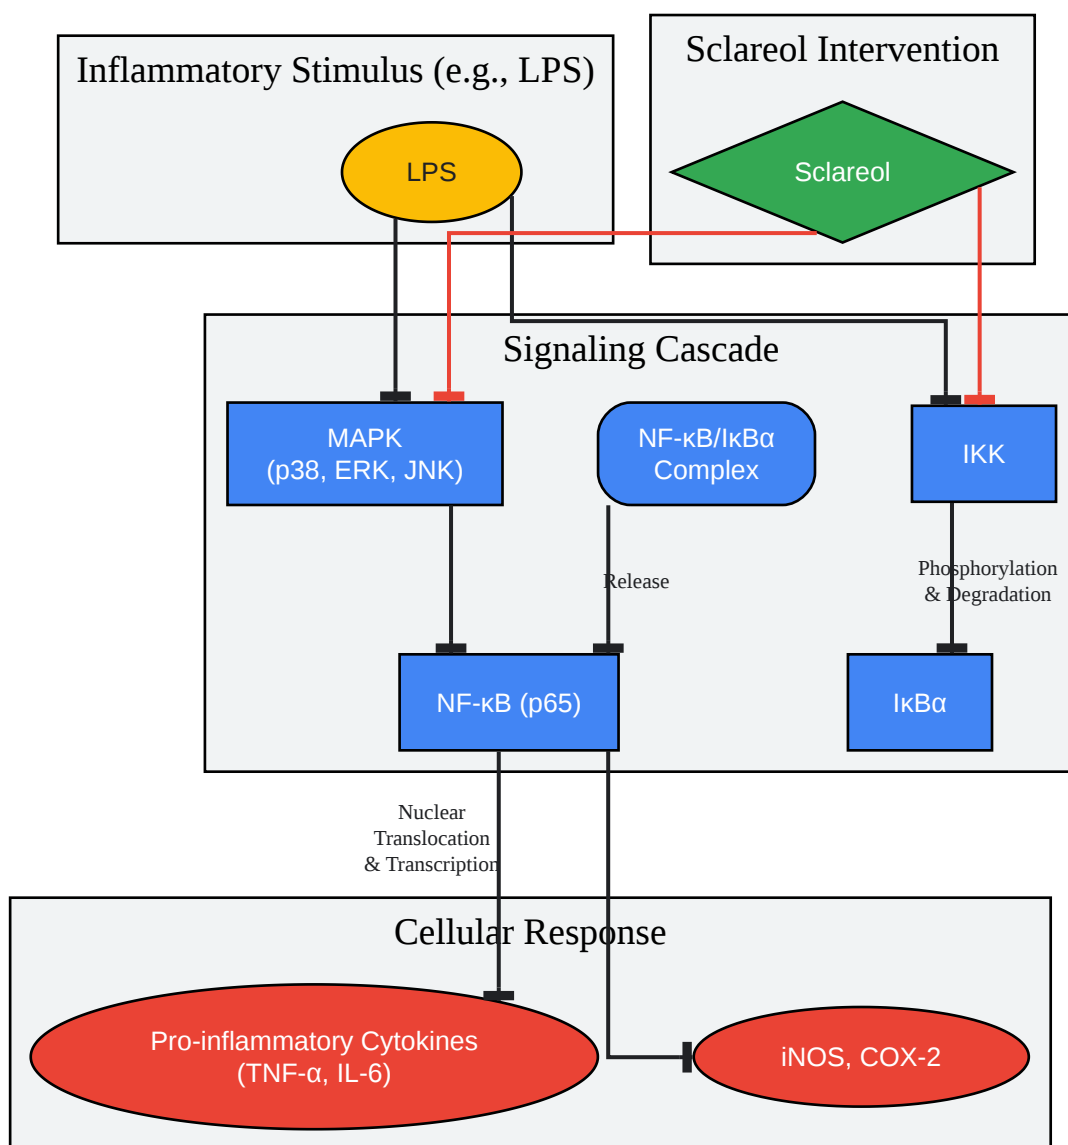 Inflammatory Stimulus (e.g., LPS)
Sclareol Intervention
LPS
Sclareol
Signaling Cascade
MAPK
(p38, ERK, JNK)
NF-κB/IκBα
Complex
IKK
Release
Phosphorylation
& Degradation
NF-κB (p65)
IκBα
Nuclear
Translocation
& Transcription
Cellular Response
Pro-inflammatory Cytokines
(TNF-α, IL-6)
iNOS, COX-2